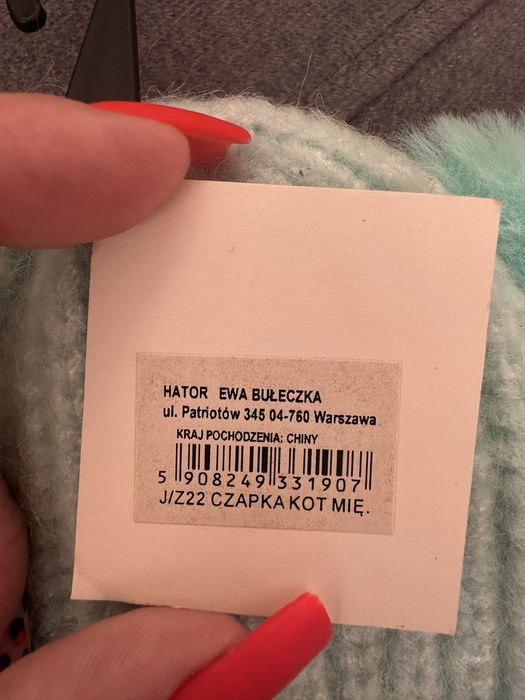 HATOR EWA BUŁECZKA
ul. Patriotów 345 04-760 Warszawa
KRAJ POCHODZENIA; CHINY
5 908249 331907
J/Z22 CZAPKA KOT MIĘ.